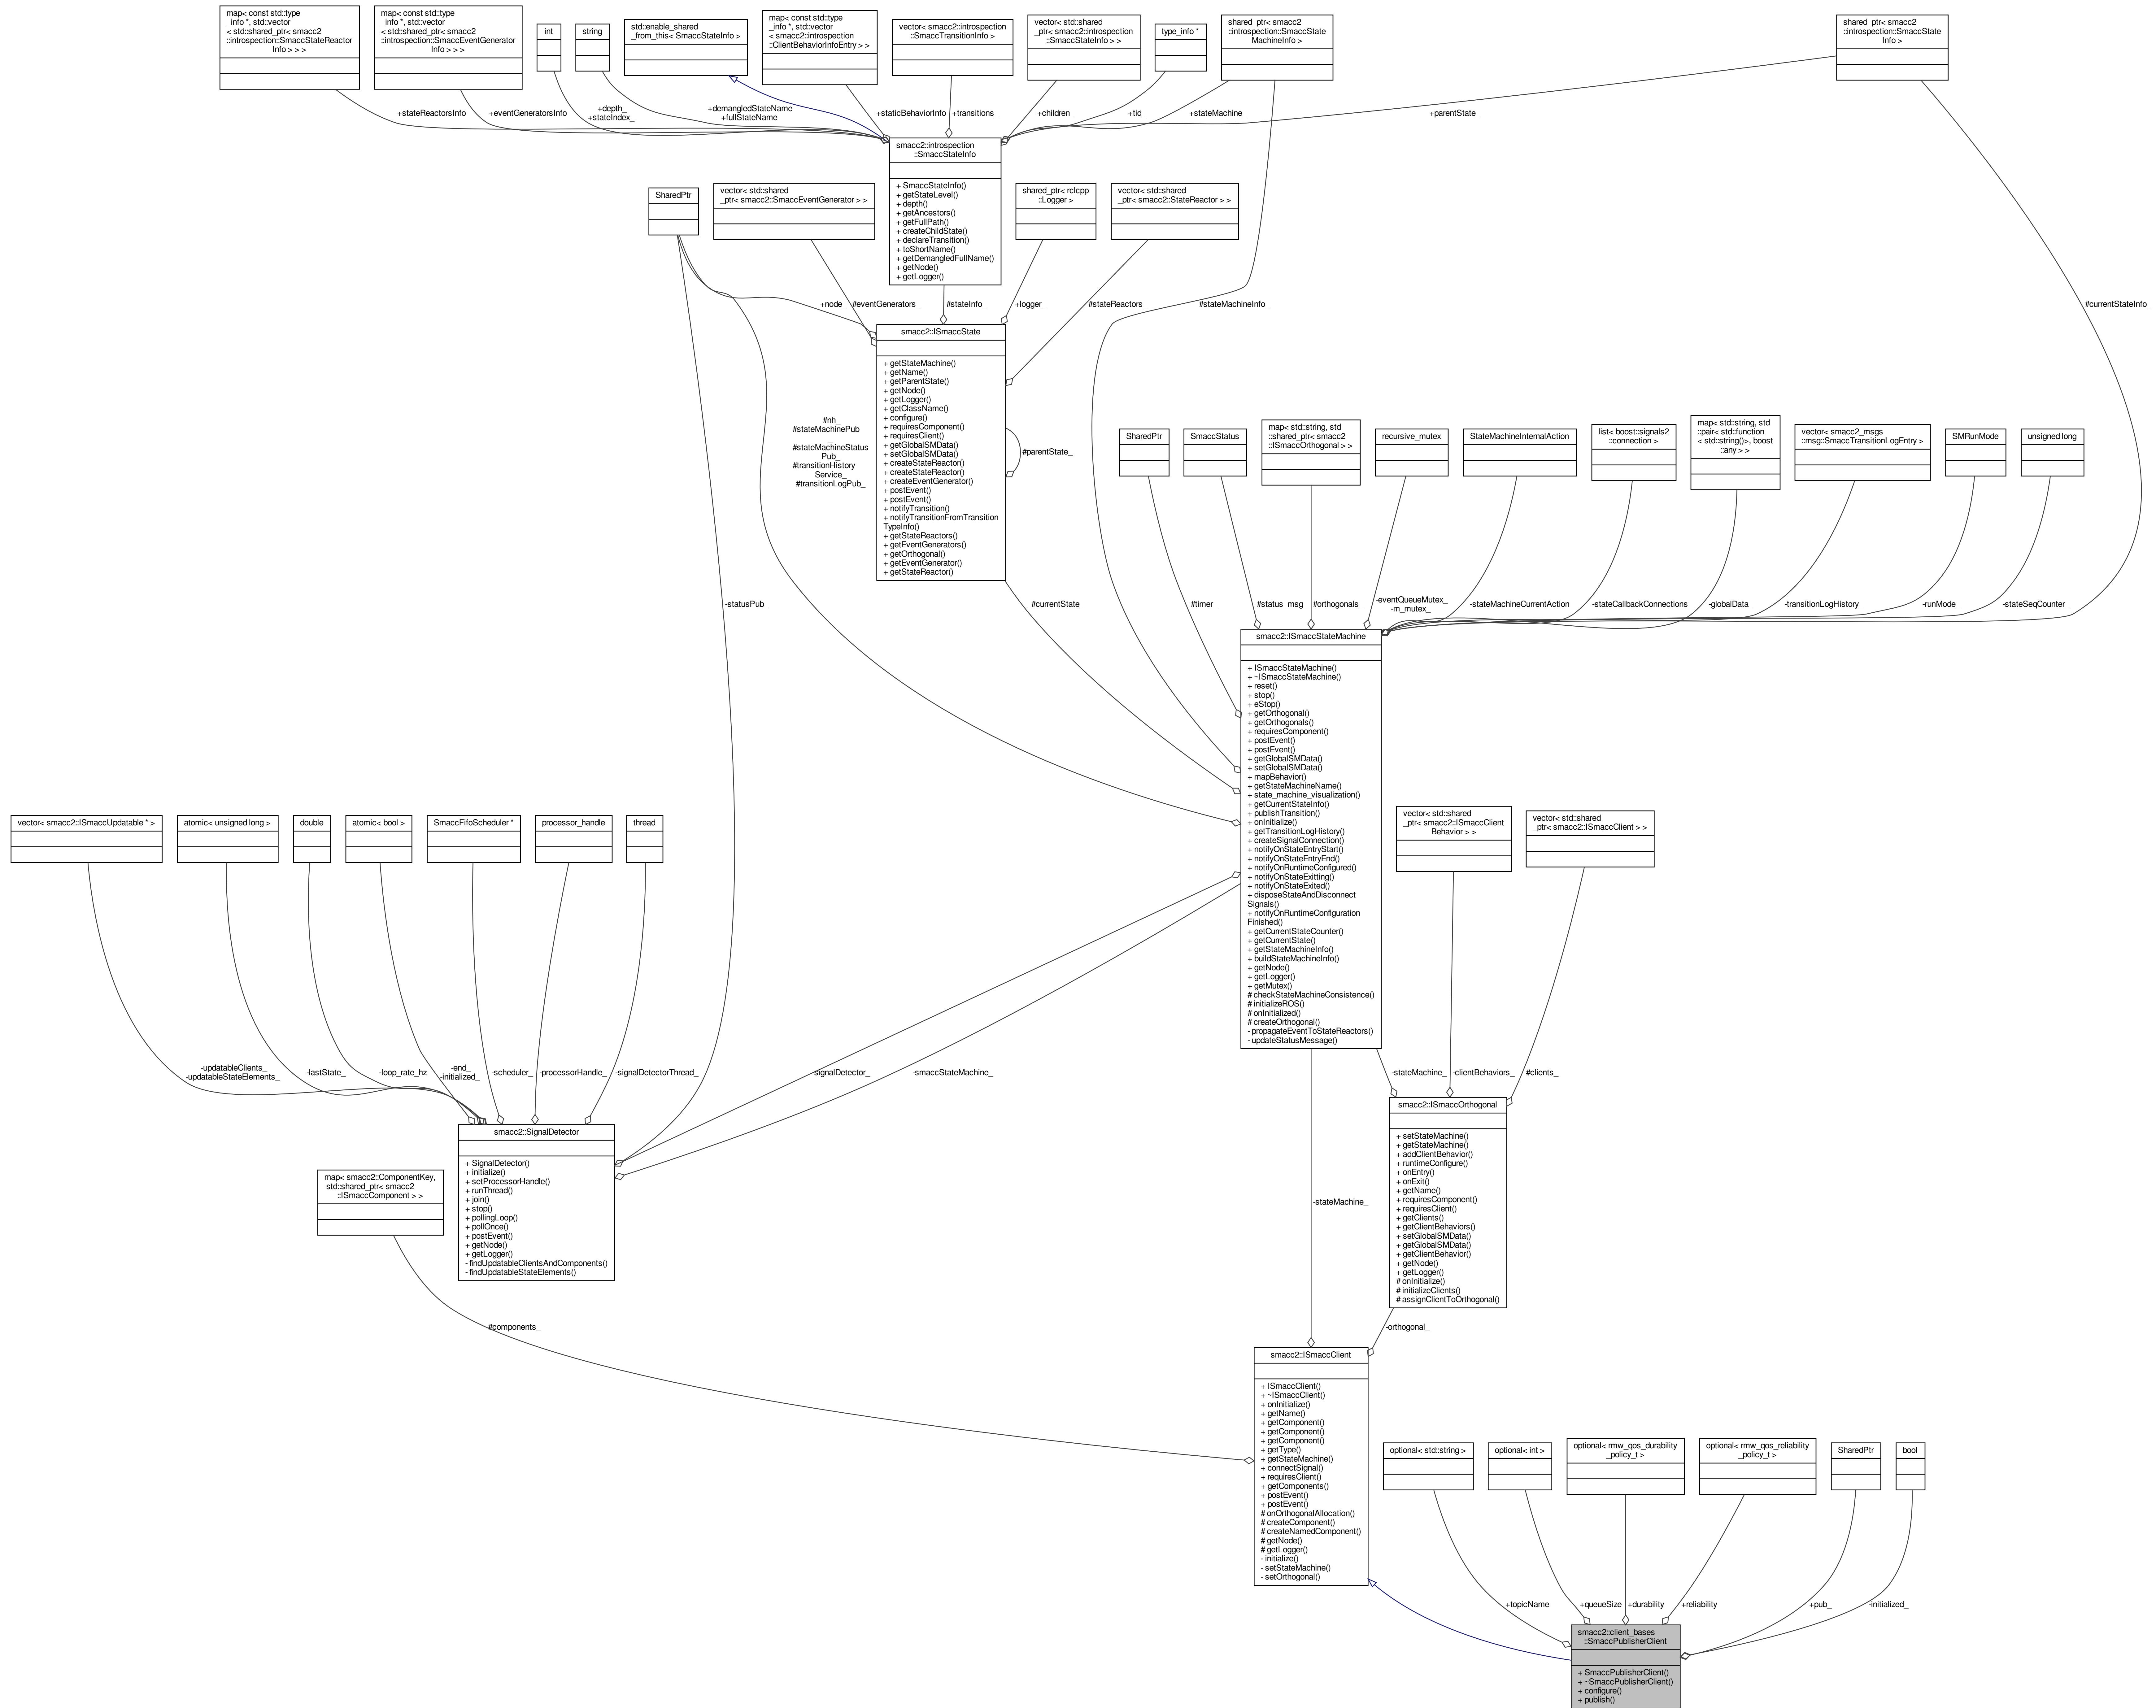 map< const std::type
_info *, std::vector
< std::shared_ptr< smacc2
::introspection::SmaccStateReactor
Info > > >
map< const std::type
_info *, std::vector
< std::shared_ptr< smacc2
::introspection::SmaccEventGenerator
Info > > >
int
string
std::enable_shared
_from_this< SmaccStateInfo >
map< const std::type
_info *, std::vector
< smacc2::introspection
::ClientBehaviorInfoEntry > >
vector< smacc2::introspection
::SmaccTransitionInfo >
vector< std::shared
_ptr< smacc2::introspection
::SmaccStateInfo > >
type_info *
shared_ptr< smacc2
::introspection::SmaccState
MachineInfo >
shared_ptr< smacc2
::introspection::SmaccState
Info >
+stateReactorsInfo
+eventGeneratorsInfo
+depth_
+stateIndex_
+demangledStateName
+fullStateName
+staticBehaviorInfo
+transitions_
+children_
+tid_
+stateMachine_
+parentState_
smacc2::introspection
::SmaccStateInfo
+ SmaccStateInfo()
+ getStateLevel()
+ depth()
+ getAncestors()
+ getFullPath()
+ createChildState()
+ declareTransition()
+ toShortName()
+ getDemangledFullName()
+ getNode()
+ getLogger()
SharedPtr
vector< std::shared
_ptr< smacc2::SmaccEventGenerator > >
shared_ptr< rclcpp
::Logger >
vector< std::shared
_ptr< smacc2::StateReactor > >
+node_
#eventGenerators_
#stateInfo_
+logger_
#stateReactors_
#stateMachineInfo_
#currentStateInfo_
smacc2::ISmaccState
+ getStateMachine()
+ getName()
+ getParentState()
+ getNode()
+ getLogger()
+ getClassName()
+ configure()
+ requiresComponent()
+ requiresClient()
+ getGlobalSMData()
+ setGlobalSMData()
+ createStateReactor()
+ createStateReactor()
+ createEventGenerator()
+ postEvent()
+ postEvent()
+ notifyTransition()
+ notifyTransitionFromTransition
TypeInfo()
+ getStateReactors()
+ getEventGenerators()
+ getOrthogonal()
+ getEventGenerator()
+ getStateReactor()
#parentState_
#nh_
#stateMachinePub
_
#stateMachineStatus
Pub_
#transitionHistory
Service_
#transitionLogPub_
SharedPtr
SmaccStatus
map< std::string, std
::shared_ptr< smacc2
::ISmaccOrthogonal > >
recursive_mutex
StateMachineInternalAction
list< boost::signals2
::connection >
map< std::string, std
::pair< std::function
< std::string()>, boost
::any > >
vector< smacc2_msgs
::msg::SmaccTransitionLogEntry >
SMRunMode
unsigned long
-statusPub_
#currentState_
#timer_
#status_msg_
#orthogonals_
-eventQueueMutex_
-m_mutex_
-stateMachineCurrentAction
-stateCallbackConnections
-globalData_
-transitionLogHistory_
-runMode_
-stateSeqCounter_
smacc2::ISmaccStateMachine
+ ISmaccStateMachine()
+ ~ISmaccStateMachine()
+ reset()
+ stop()
+ eStop()
+ getOrthogonal()
+ getOrthogonals()
+ requiresComponent()
+ postEvent()
+ postEvent()
+ getGlobalSMData()
+ setGlobalSMData()
+ mapBehavior()
+ getStateMachineName()
+ state_machine_visualization()
+ getCurrentStateInfo()
+ publishTransition()
+ onInitialize()
+ getTransitionLogHistory()
+ createSignalConnection()
+ notifyOnStateEntryStart()
+ notifyOnStateEntryEnd()
+ notifyOnRuntimeConfigured()
+ notifyOnStateExitting()
+ notifyOnStateExited()
+ disposeStateAndDisconnect
Signals()
+ notifyOnRuntimeConfiguration
Finished()
+ getCurrentStateCounter()
+ getCurrentState()
+ getStateMachineInfo()
+ buildStateMachineInfo()
+ getNode()
+ getLogger()
+ getMutex()
# checkStateMachineConsistence()
# initializeROS()
# onInitialized()
# createOrthogonal()
- propagateEventToStateReactors()
- updateStatusMessage()
vector< smacc2::ISmaccUpdatable * >
atomic< unsigned long >
double
atomic< bool >
SmaccFifoScheduler *
processor_handle
thread
vector< std::shared
_ptr< smacc2::ISmaccClient
Behavior > >
vector< std::shared
_ptr< smacc2::ISmaccClient > >
-updatableClients_
-updatableStateElements_
-lastState_
-loop_rate_hz
-end_
-initialized_
-scheduler_
-processorHandle_
-signalDetectorThread_
-signalDetector_
-smaccStateMachine_
-stateMachine_
-clientBehaviors_
#clients_
smacc2::SignalDetector
+ SignalDetector()
+ initialize()
+ setProcessorHandle()
+ runThread()
+ join()
+ stop()
+ pollingLoop()
+ pollOnce()
+ postEvent()
+ getNode()
+ getLogger()
- findUpdatableClientsAndComponents()
- findUpdatableStateElements()
smacc2::ISmaccOrthogonal
+ setStateMachine()
+ getStateMachine()
+ addClientBehavior()
+ runtimeConfigure()
+ onEntry()
+ onExit()
+ getName()
+ requiresComponent()
+ requiresClient()
+ getClients()
+ getClientBehaviors()
+ setGlobalSMData()
+ getGlobalSMData()
+ getClientBehavior()
+ getNode()
+ getLogger()
# onInitialize()
# initializeClients()
# assignClientToOrthogonal()
map< smacc2::ComponentKey,
std::shared_ptr< smacc2
::ISmaccComponent > >
-stateMachine_
#components_
-orthogonal_
smacc2::ISmaccClient
+ ISmaccClient()
+ ~ISmaccClient()
+ onInitialize()
+ getName()
+ getComponent()
+ getComponent()
+ getComponent()
+ getType()
+ getStateMachine()
+ connectSignal()
+ requiresClient()
+ getComponents()
+ postEvent()
+ postEvent()
# onOrthogonalAllocation()
# createComponent()
# createNamedComponent()
# getNode()
# getLogger()
- initialize()
- setStateMachine()
- setOrthogonal()
optional< std::string >
optional< int >
optional< rmw_qos_durability
_policy_t >
optional< rmw_qos_reliability
_policy_t >
SharedPtr
bool
+topicName
+queueSize
+durability
+reliability
+pub_
-initialized_
smacc2::client_bases
::SmaccPublisherClient
+ SmaccPublisherClient()
+ ~SmaccPublisherClient()
+ configure()
+ publish()